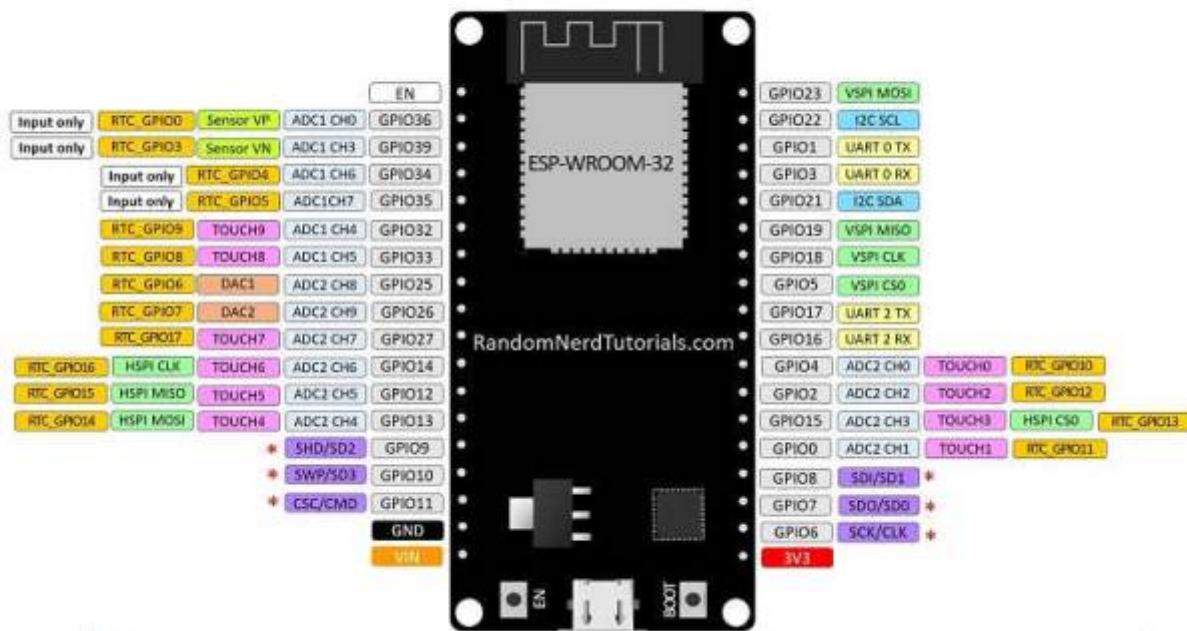 EN GPIO23 VSPI MOSI
Input only RTC_GPIO0 Sensor VP ADC1 CH0 GPIO36 GPIO22 I2C SCL
Input only RTC_GPIO3 Sensor VN ADC1 CH3 GPIO39 GPIO1 UART 0 TX
Input only RTC_GPIO4 ADC1 CH6 GPIO34 ESP-WROOM-32 GPIO3 UART 0 RX
Input only RTC_GPIO5 ADC1CH7 GPIO35 GPIO21 I2C SDA
RTC_GPIO9 TOUCH9 ADC1 CH4 GPIO32 GPIO19 VSPI MISO
RTC_GPIO8 TOUCH8 ADC1 CH5 GPIO33 GPIO18 VSPI CLK
RTC_GPIO6 DAC1 ADC2 CH8 GPIO25 GPIO5 VSPI CS0
RTC_GPIO7 DAC2 ADC2 CH9 GPIO26 GPIO17 UART 2 TX
RTC_GPIO17 TOUCH7 ADC2 CH7 GPIO27 RandomNerdTutorials.com GPIO16 UART 2 RX
RTC_GPIO16 HSPI CLK TOUCH6 ADC2 CH6 GPIO14 GPIO4 ADC2 CH0 TOUCH0 RTC_GPIO10
RTC_GPIO15 HSPI MISO TOUCH5 ADC2 CH5 GPIO12 GPIO2 ADC2 CH2 TOUCH2 RTC_GPIO12
RTC_GPIO14 HSPI MOSI TOUCH4 ADC2 CH4 GPIO13 GPIO15 ADC2 CH3 TOUCH3 HSPI CS0 RTC_GPIO13
* SHD/SD2 GPIO9 GPIO0 ADC2 CH1 TOUCH1 RTC_GPIO11
* SWP/SD3 GPIO10 GPIO8 SDI/SD1 *
* CSC/CMD GPIO11 GPIO7 SDO/SD0 *
GND GPIO6 SCK/CLK *
VIN 3V3
EN BOOT